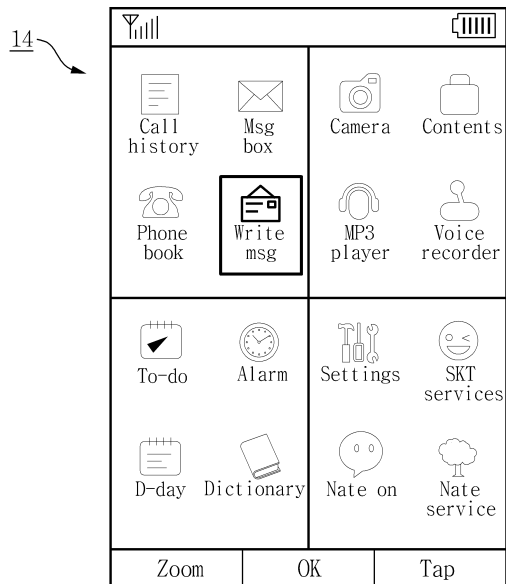 14
Call
history
Msg
box
Camera
Contents
Phone
book
Write
msg
MP3
player
Voice
recorder
To-do
Alarm
Settings
SKT
services
D-day
Dictionary
Nate on
Nate
service
Zoom
OK
Tap